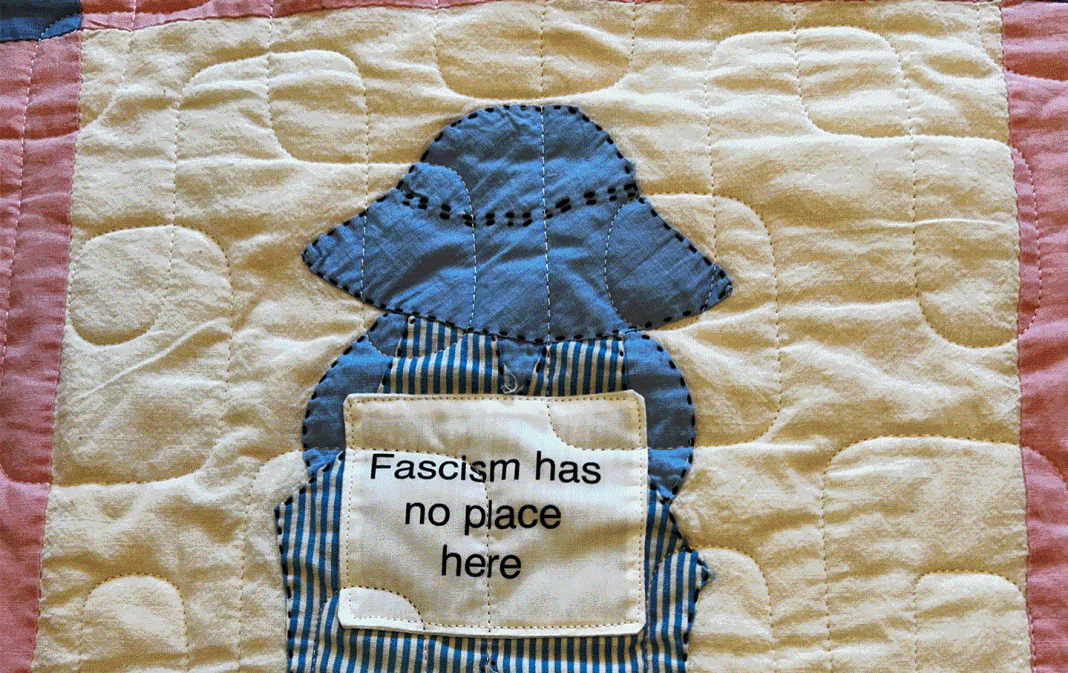 Fascism has
no place
here